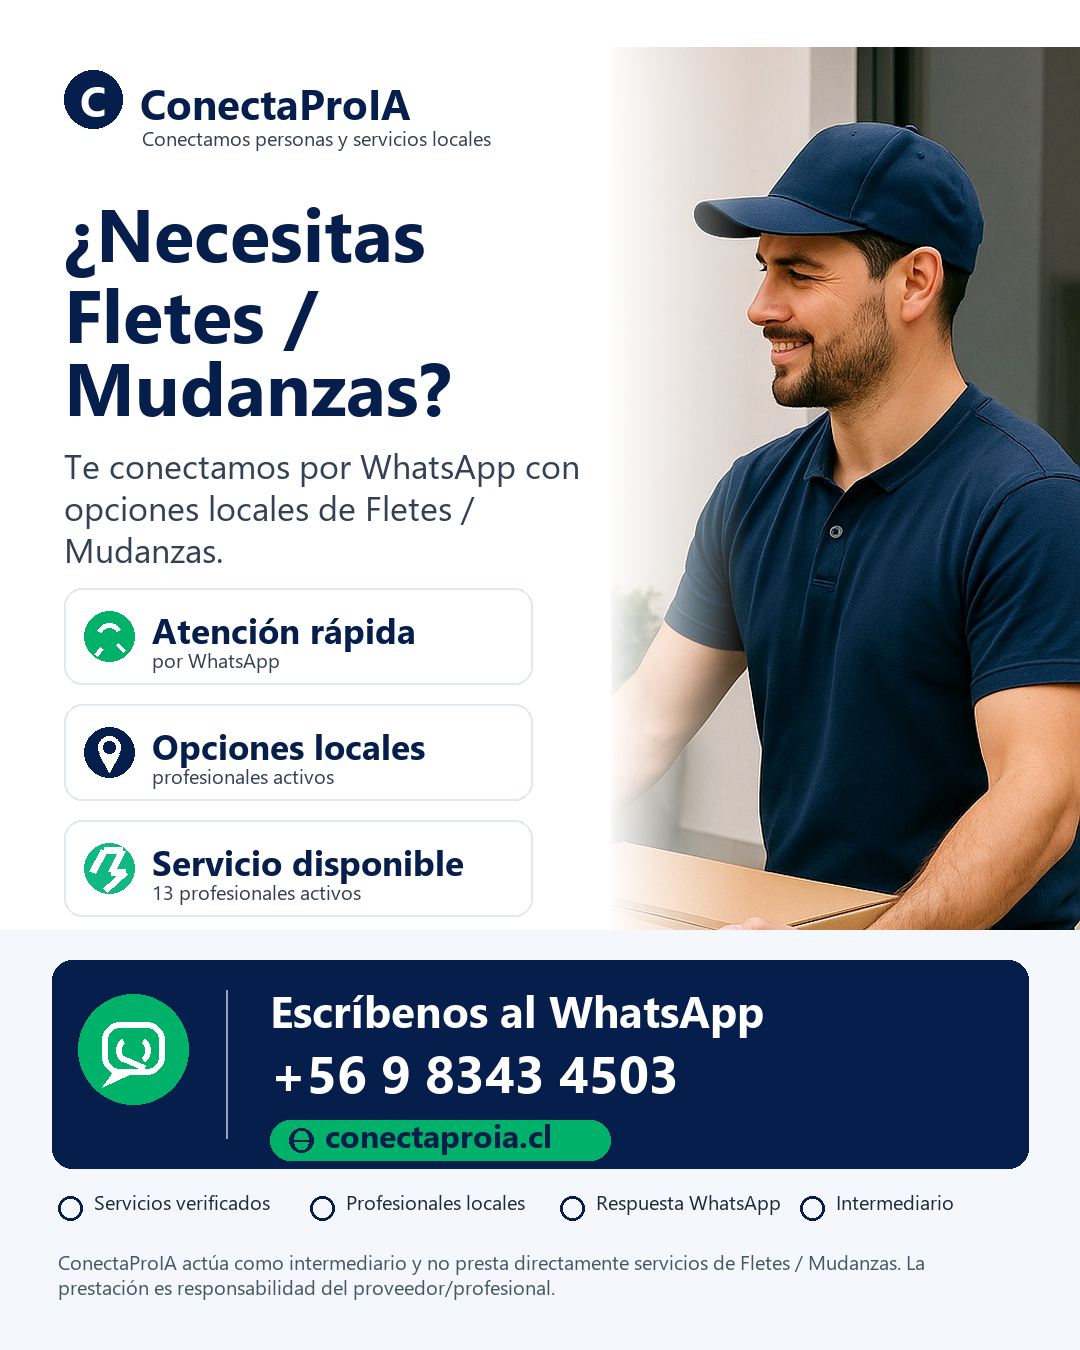 C ConectaProIA
Conectamos personas y servicios locales
¿Necesitas
Fletes /
Mudanzas?
Te conectamos por WhatsApp con
opciones locales de Fletes /
Mudanzas.
Atención rápida
por WhatsApp
Opciones locales
profesionales activos
Servicio disponible
13 profesionales activos
Escríbenos al WhatsApp
+56 9 8343 4503
conectaproia.cl
Servicios verificados Profesionales locales Respuesta WhatsApp Intermediario
ConectaProIA actúa como intermediario y no presta directamente servicios de Fletes / Mudanzas. La
prestación es responsabilidad del proveedor/profesional.